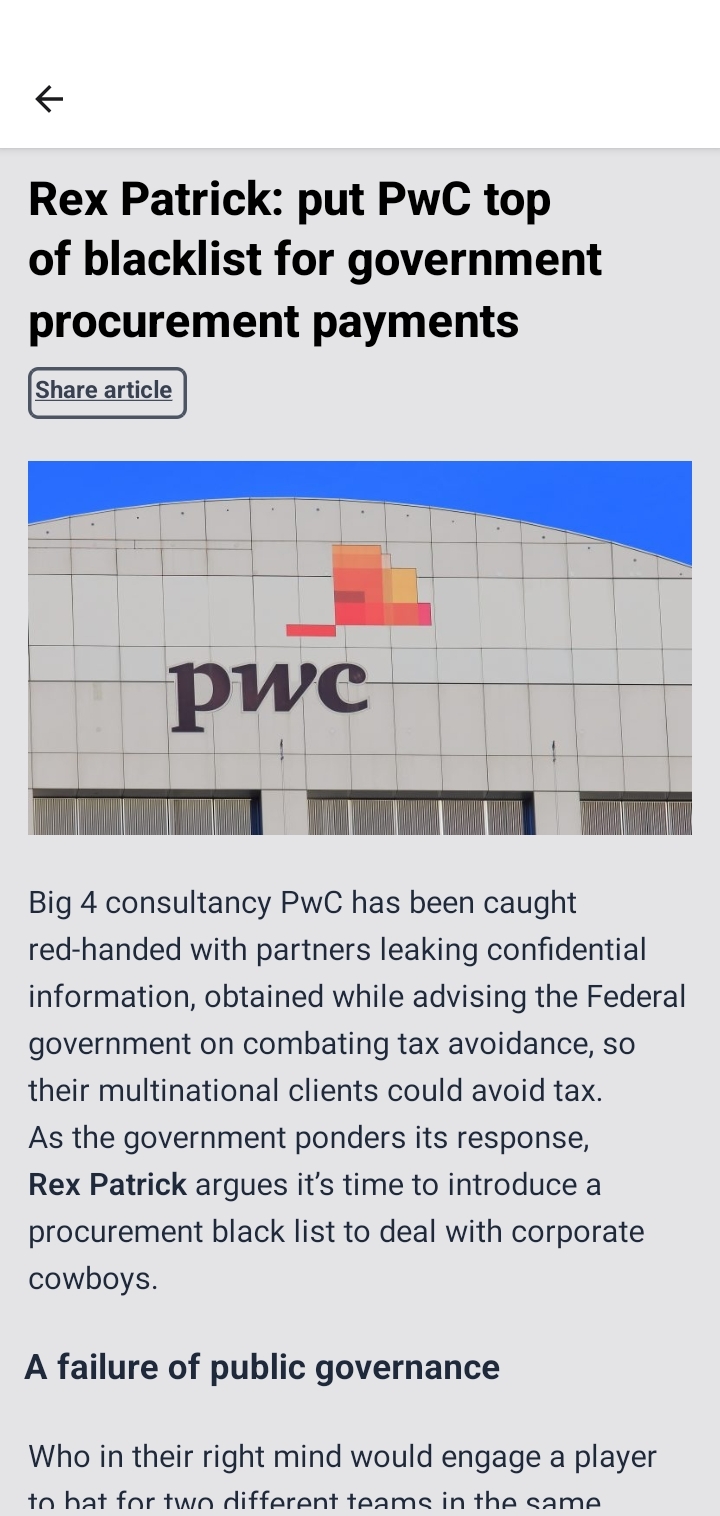 Rex Patrick: put PwC top
of blacklist for government
procurement payments
Share article
pwc
Big 4 consultancy PwC has been caught
red-handed with partners leaking confidential
information, obtained while advising the Federal
government on combating tax avoidance, so
their multinational clients could avoid tax.
As the government ponders its response,
Rex Patrick argues it’s time to introduce a
procurement black list to deal with corporate
cowboys.
A failure of public governance
Who in their right mind would engage a player
to bat for two different teams in the same